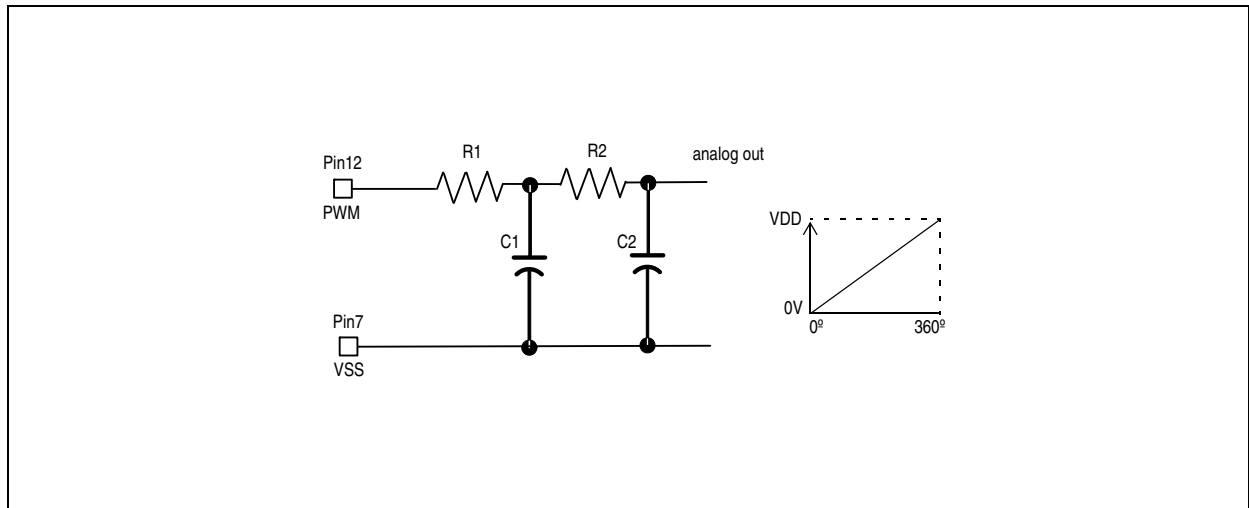 R1
R2
analog out
Pin12
PWM
C1
C2
VDD
0V
0º
360º
Pin7
VSS